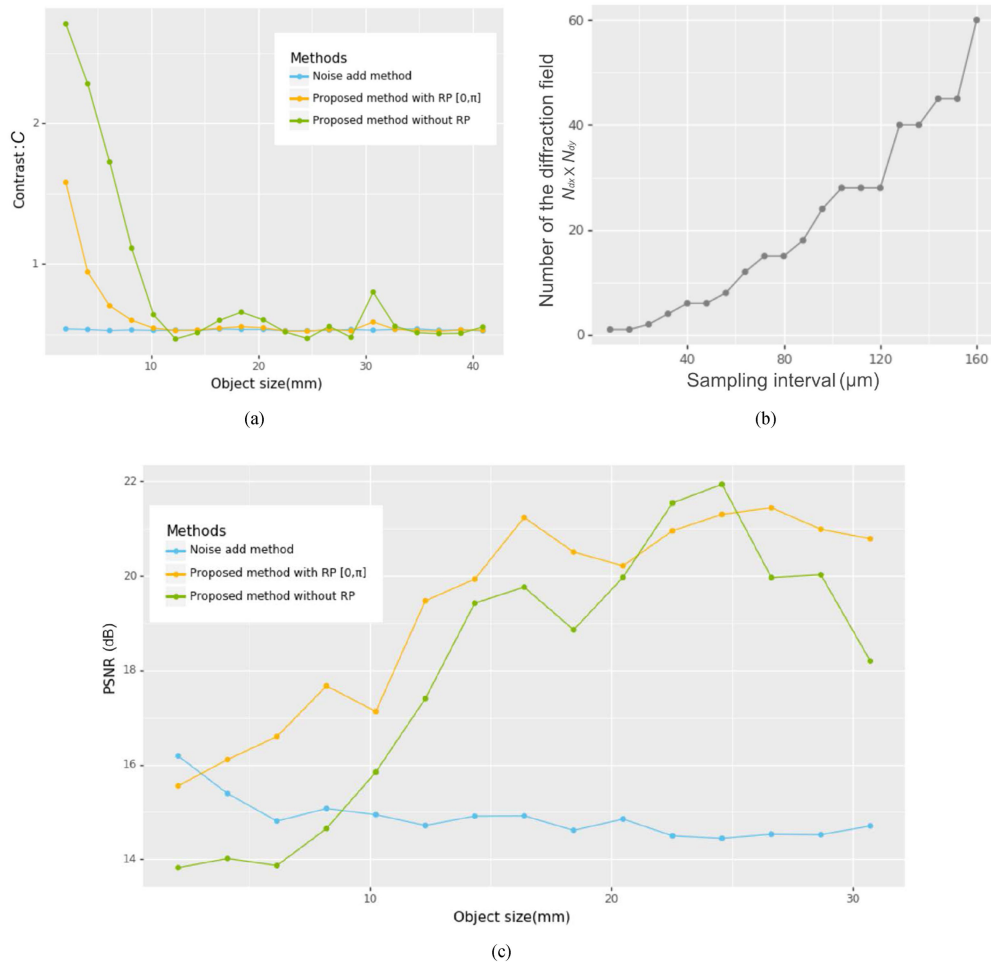 Contrast:C
2
1
Methods
Noise add method
Proposed method with RP [0,π]
Proposed method without RP
10
20
30
40
Object size(mm)
(a)
Number of the diffraction field
Ndx X Ndy
60
40
20
0
40
80
120
160
Sampling interval (μm)
(b)
PSNR (dB)
22
20
18
16
14
Methods
Noise add method
Proposed method with RP [0,π]
Proposed method without RP
10
20
30
Object size(mm)
(c)